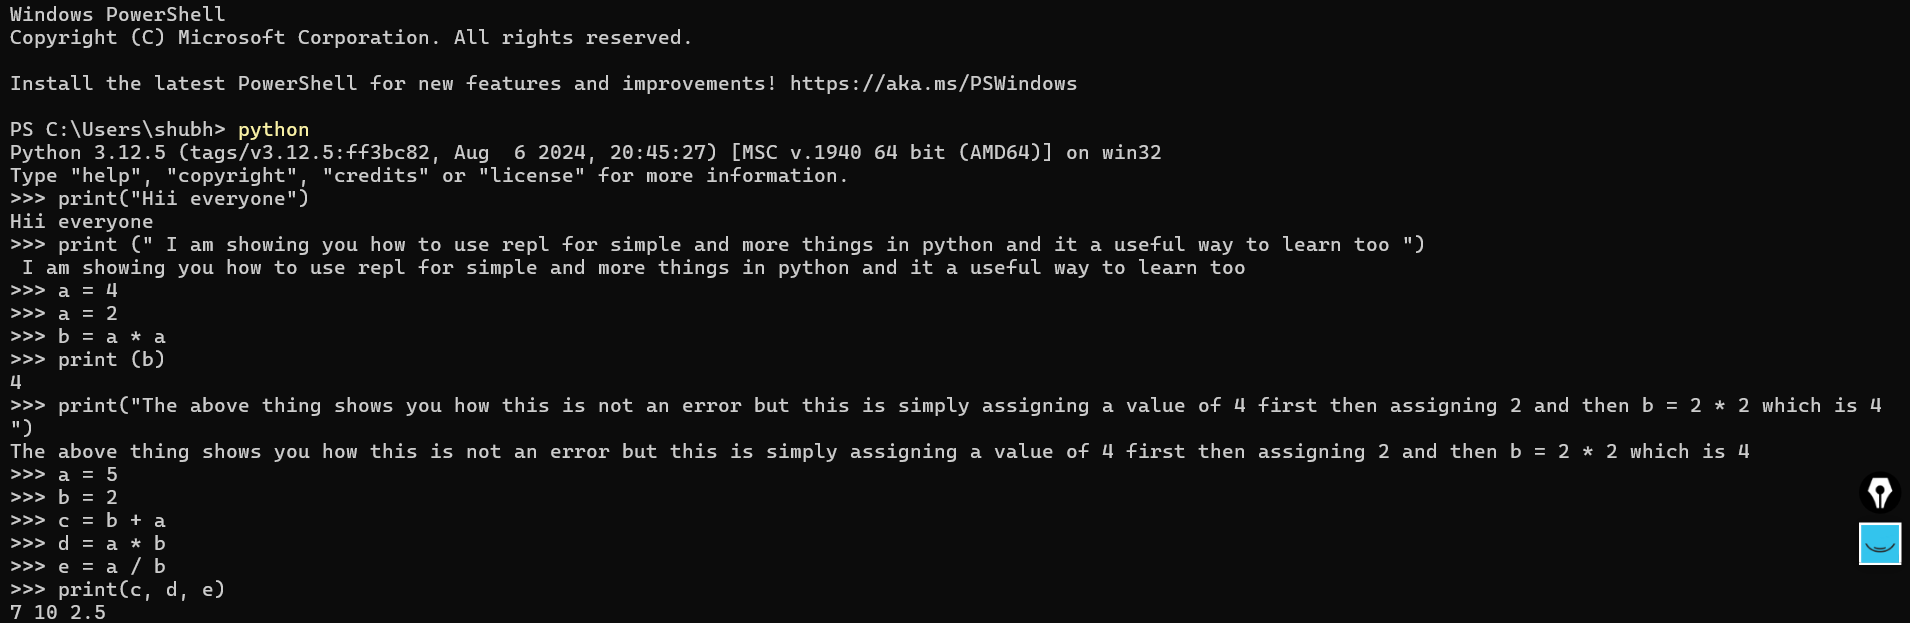 Windows PowerShell
Copyright (C) Microsoft Corporation. All rights reserved.
Install the latest PowerShell for new features and improvements! https://aka.ms/PSWindows
PS C:\Users\shubh> python
Python 3.12.5 (tags/v3.12.5:ff3bc82, Aug  6 2024, 20:45:27) [MSC v.1940 64 bit (AMD64)] on win32
Type "help", "copyright", "credits" or "license" for more information.
>>> print("Hii everyone")
Hii everyone
>>> print (" I am showing you how to use repl for simple and more things in python and it a useful way to learn too ")
 I am showing you how to use repl for simple and more things in python and it a useful way to learn too
>>> a = 4
>>> a = 2
>>> b = a * a
>>> print (b)
4
>>> print("The above thing shows you how this is not an error but this is simply assigning a value of 4 first then assigning 2 and then b = 2 * 2 which is 4
")
The above thing shows you how this is not an error but this is simply assigning a value of 4 first then assigning 2 and then b = 2 * 2 which is 4
>>> a = 5
>>> b = 2
>>> c = b + a
>>> d = a * b
>>> e = a / b
>>> print(c, d, e)
7 10 2.5